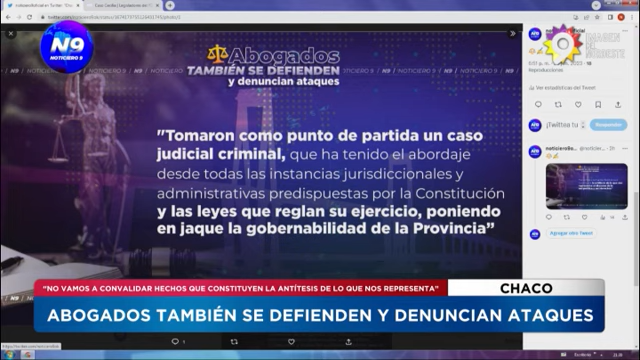 N9
NOTICIERO 9
Abogados
TAMBIÉN SE DEFIENDEN
y denuncian ataques
"Tomaron como punto de partida un caso
judicial criminal, que ha tenido el abordaje
desde todas las instancias jurisdiccionales y
administrativas predispuestas por la Constitución
y las leyes que reglan su ejercicio, poniendo
en jaque la gobernabilidad de la Provincia”
IMAGEN
DEL
NORDESTE
Reproducciones
Ver estadísticas del Tweet
¡Twittea tu
Responder
Agregar otro Tweet
"NO VAMOS A CONVALIDAR HECHOS QUE CONSTITUYEN LA ANTÍTESIS DE LO QUE NOS REPRESENTA"
CHACO
ABOGADOS TAMBIÉN SE DEFIENDEN Y DENUNCIAN ATAQUES